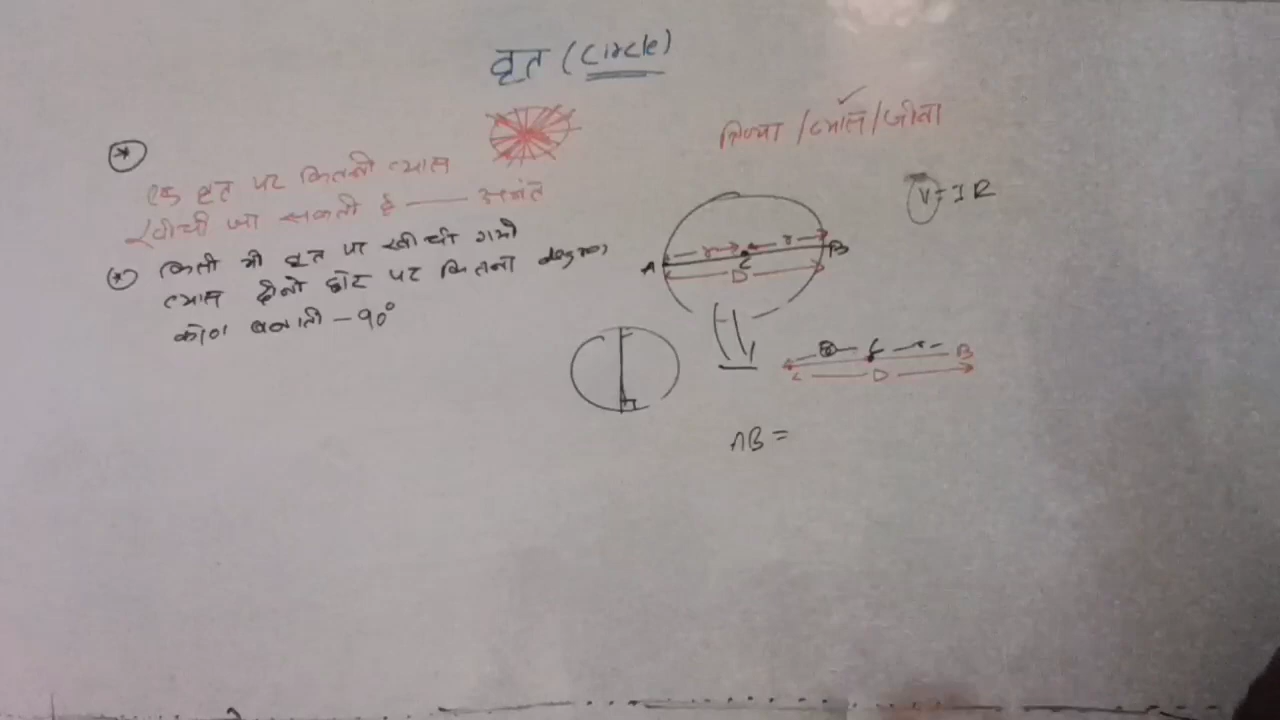 वृत (Circle)
त्रिज्या / व्यास / जीवा
*
एक वृत पर कितनी व्यास
खीची जा सकती है — अनंत
(*) किसी भी वृत पर खीची गयी
व्यास दोनो छोर पर कितना degree
कोण बनाती - 90°
V = IR
A r C r B
D
C r B
D
AB =